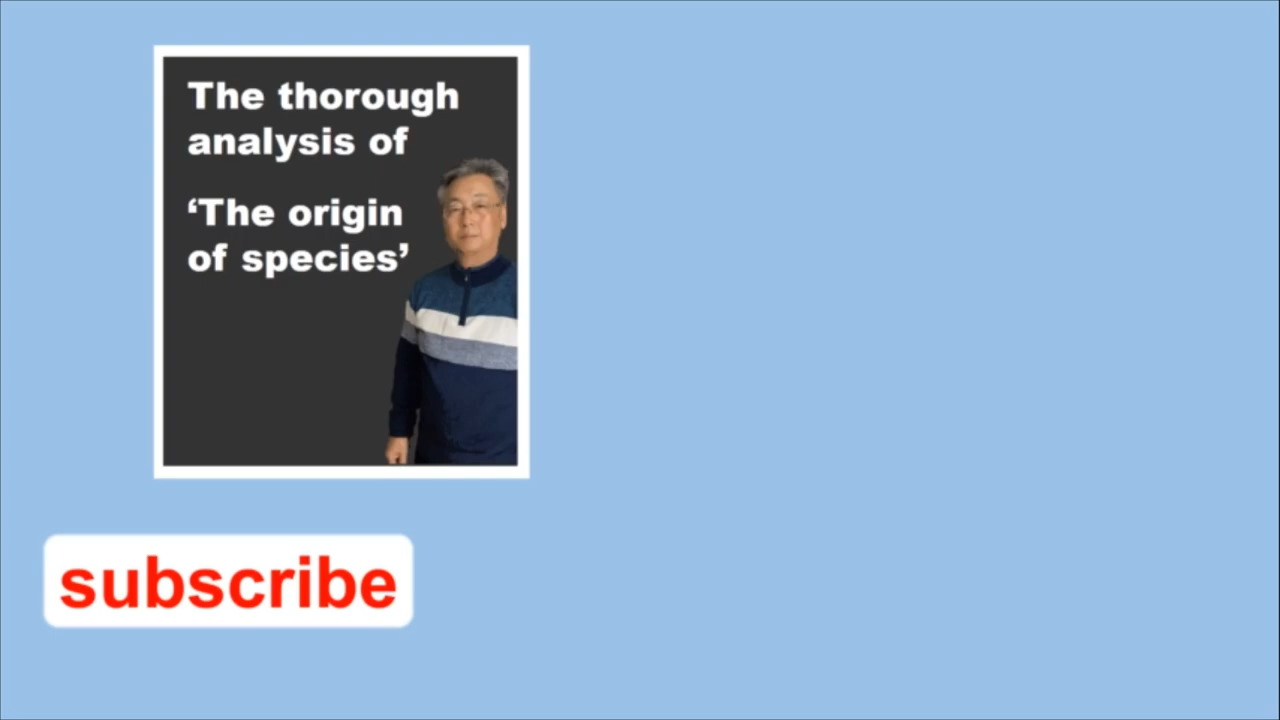 The thorough
analysis of
‘The origin
of species’
subscribe